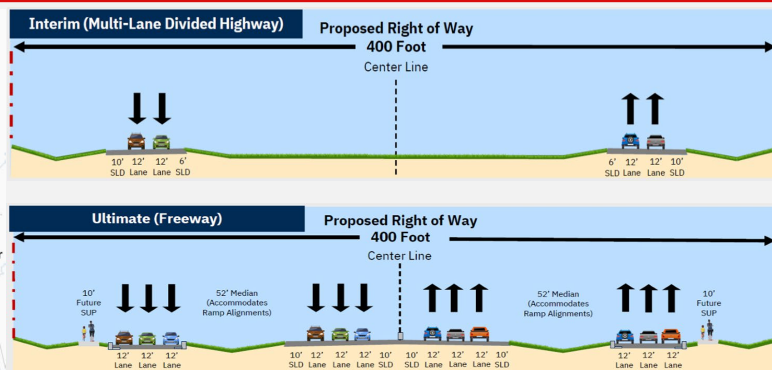 Interim (Multi-Lane Divided Highway)
Proposed Right of Way
400 Foot
Center Line
10' 12' 12' 6'
SLD Lane Lane SLD
6' 12' 12' 10'
SLD Lane Lane SLD
Ultimate (Freeway)
Proposed Right of Way
400 Foot
Center Line
10'
Future
SUP
52' Median
(Accommodates
Ramp Alignments)
52' Median
(Accommodates
Ramp Alignments)
10'
Future
SUP
12' 12' 12'
Lane Lane Lane
10' 12' 12' 12' 10' 10' 12' 12' 12' 10'
SLD Lane Lane Lane SLD SLD Lane Lane Lane SLD
12' 12' 12'
Lane Lane Lane